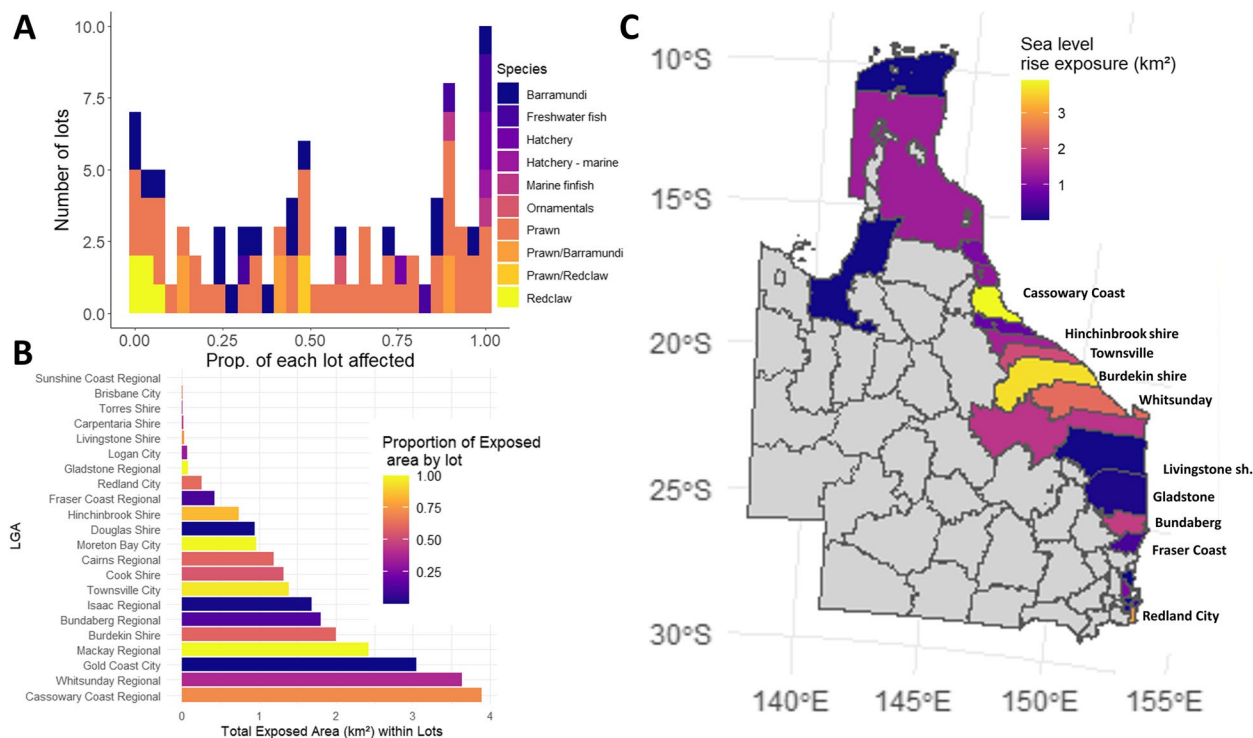 A
10.0
7.5
5.0
2.5
0.0
Number of lots
0.00
0.25
0.50
0.75
1.00
Prop. of each lot affected
Species
Barramundi
Freshwater fish
Hatchery
Hatchery - marine
Marine finfish
Ornamentals
Prawn
Prawn/Barramundi
Prawn/Redclaw
Redclaw
B
LGA
Sunshine Coast Regional
Brisbane City
Torres Shire
Carpentaria Shire
Livingstone Shire
Logan City
Gladstone Regional
Redland City
Fraser Coast Regional
Hinchinbrook Shire
Douglas Shire
Moreton Bay City
Cairns Regional
Cook Shire
Townsville City
Isaac Regional
Bundaberg Regional
Burdekin Shire
Mackay Regional
Gold Coast City
Whitsunday Regional
Cassowary Coast Regional
0
1
2
3
4
Total Exposed Area (km²) within Lots
Proportion of Exposed
area by lot
1.00
0.75
0.50
0.25
C
10°S
15°S
20°S
25°S
30°S
140°E
145°E
150°E
155°E
Sea level
rise exposure (km²)
3
2
1
Cassowary Coast
Hinchinbrook shire
Townsville
Burdekin shire
Whitsunday
Livingstone sh.
Gladstone
Bundaberg
Fraser Coast
Redland City